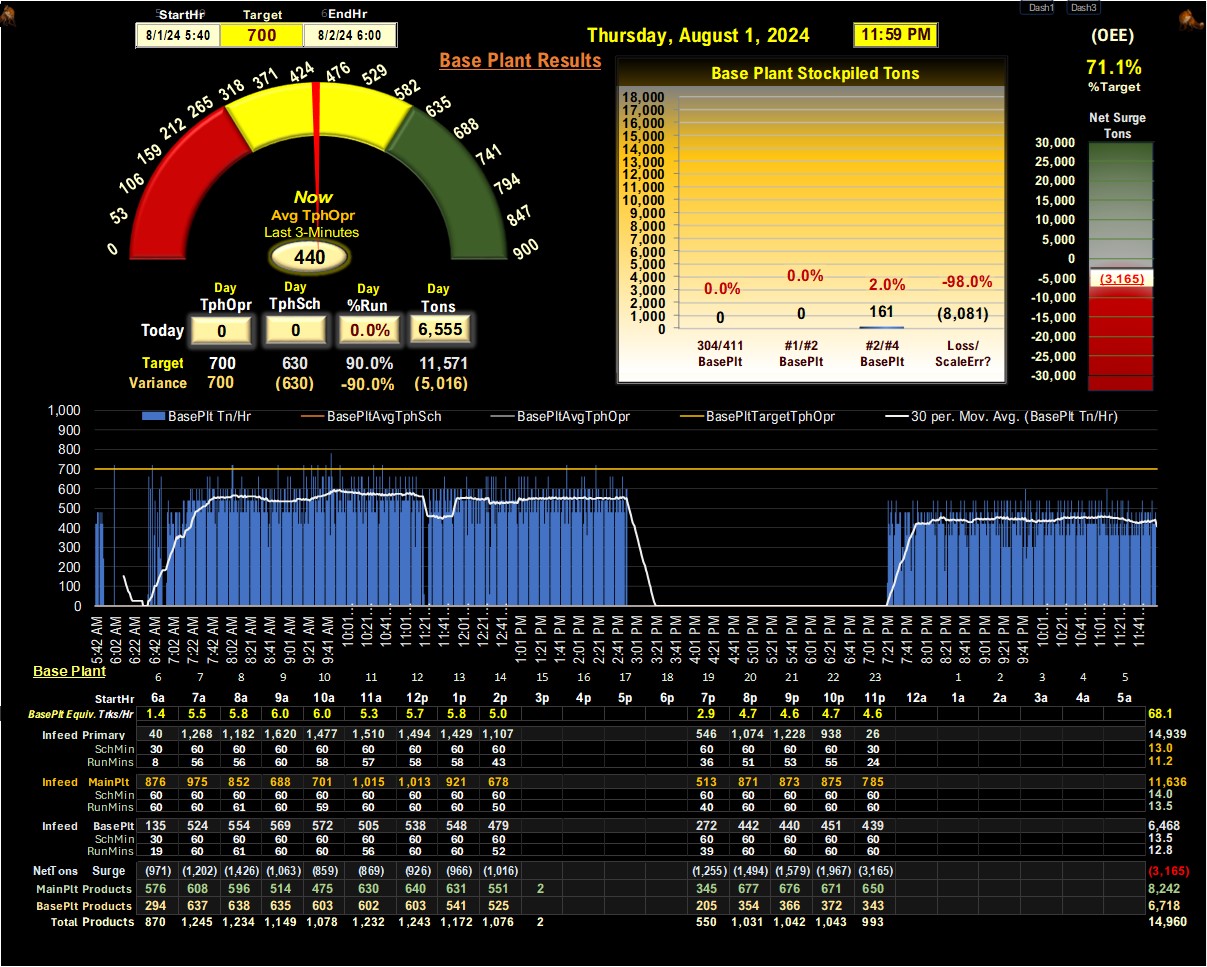 Dash1 Dash3
StartHr Target EndHr
8/1/24 5:40 700 8/2/24 6:00
Thursday, August 1, 2024 11:59 PM
Base Plant Results
(OEE)
71.1%
%Target
0 53 106 159 212 265 318 371 424 476 529 582 635 688 741 794 847 900
Now
Avg TphOpr
Last 3-Minutes
440
Day Day Day Day
TphOpr TphSch %Run Tons
Today 0 0 0.0% 6,555
Target 700 630 90.0% 11,571
Variance 700 (630) -90.0% (5,016)
Base Plant Stockpiled Tons
18,000
17,000
16,000
15,000
14,000
13,000
12,000
11,000
10,000
9,000
8,000
7,000
6,000
5,000
4,000
3,000
2,000
1,000
0
0.0% 0.0% 2.0% -98.0%
0 0 161 (8,081)
304/411 #1/#2 #2/#4 Loss/
BasePlt BasePlt BasePlt ScaleErr?
Net Surge
Tons
30,000
25,000
20,000
15,000
10,000
5,000
0
-5,000
-10,000
-15,000
-20,000
-25,000
-30,000
(3,165)
BasePlt Tn/Hr BasePltAvgTphSch BasePltAvgTphOpr BasePltTargetTphOpr 30 per. Mov. Avg. (BasePlt Tn/Hr)
1,000
900
800
700
600
500
400
300
200
100
0
5:42 AM 6:02 AM 6:22 AM 6:42 AM 7:02 AM 7:22 AM 7:42 AM 8:02 AM 8:21 AM 8:41 AM 9:01 AM 9:21 AM 9:41 AM 10:01... 10:21... 10:41... 11:01... 11:21... 11:41... 12:01... 12:21... 12:41... 1:01 PM 1:21 PM 1:41 PM 2:01 PM 2:21 PM 2:41 PM 3:01 PM 3:21 PM 3:41 PM 4:01 PM 4:21 PM 4:41 PM 5:01 PM 5:21 PM 5:41 PM 6:01 PM 6:21 PM 6:41 PM 7:01 PM 7:21 PM 7:41 PM 8:01 PM 8:21 PM 8:41 PM 9:01 PM 9:24 PM 9:44 PM 10:01... 10:21... 10:41... 11:01... 11:21... 11:41...
Base Plant
6 7 8 9 10 11 12 13 14 15 16 17 18 19 20 21 22 23 1 2 3 4 5
StartHr 6a 7a 8a 9a 10a 11a 12p 1p 2p 3p 4p 5p 6p 7p 8p 9p 10p 11p 12a 1a 2a 3a 4a 5a
BasePlt Equiv. Trks/Hr 1.4 5.5 5.8 6.0 6.0 5.3 5.7 5.8 5.0 2.9 4.7 4.6 4.7 4.6 68.1
Infeed Primary 40 1,268 1,182 1,620 1,477 1,510 1,494 1,429 1,107 546 1,074 1,228 938 26 14,939
SchMin 30 60 60 60 60 60 60 60 60 60 60 60 60 30 13.0
RunMins 8 56 56 60 58 57 58 58 43 36 51 53 55 24 11.2
Infeed MainPlt 876 975 852 688 701 1,015 1,013 921 678 513 871 873 875 785 11,636
SchMin 60 60 60 60 60 60 60 60 60 60 60 60 60 60 14.0
RunMins 60 60 61 60 59 60 60 60 50 40 60 60 60 60 13.5
Infeed BasePlt 135 524 554 569 572 505 538 548 479 272 442 440 451 439 6,468
SchMin 30 60 60 60 60 60 60 60 60 60 60 60 60 60 13.5
RunMins 19 60 61 60 60 56 60 60 52 39 60 60 60 60 12.8
NetTons Surge (971) (1,202) (1,426) (1,063) (859) (869) (926) (966) (1,016) (1,255) (1,494) (1,579) (1,967) (3,165) (3,165)
MainPlt Products 576 608 596 514 475 630 640 631 551 2 345 677 676 671 650 8,242
BasePlt Products 294 637 638 635 603 602 603 541 525 205 354 366 372 343 6,718
Total Products 870 1,245 1,234 1,149 1,078 1,232 1,243 1,172 1,076 2 550 1,031 1,042 1,043 993 14,960